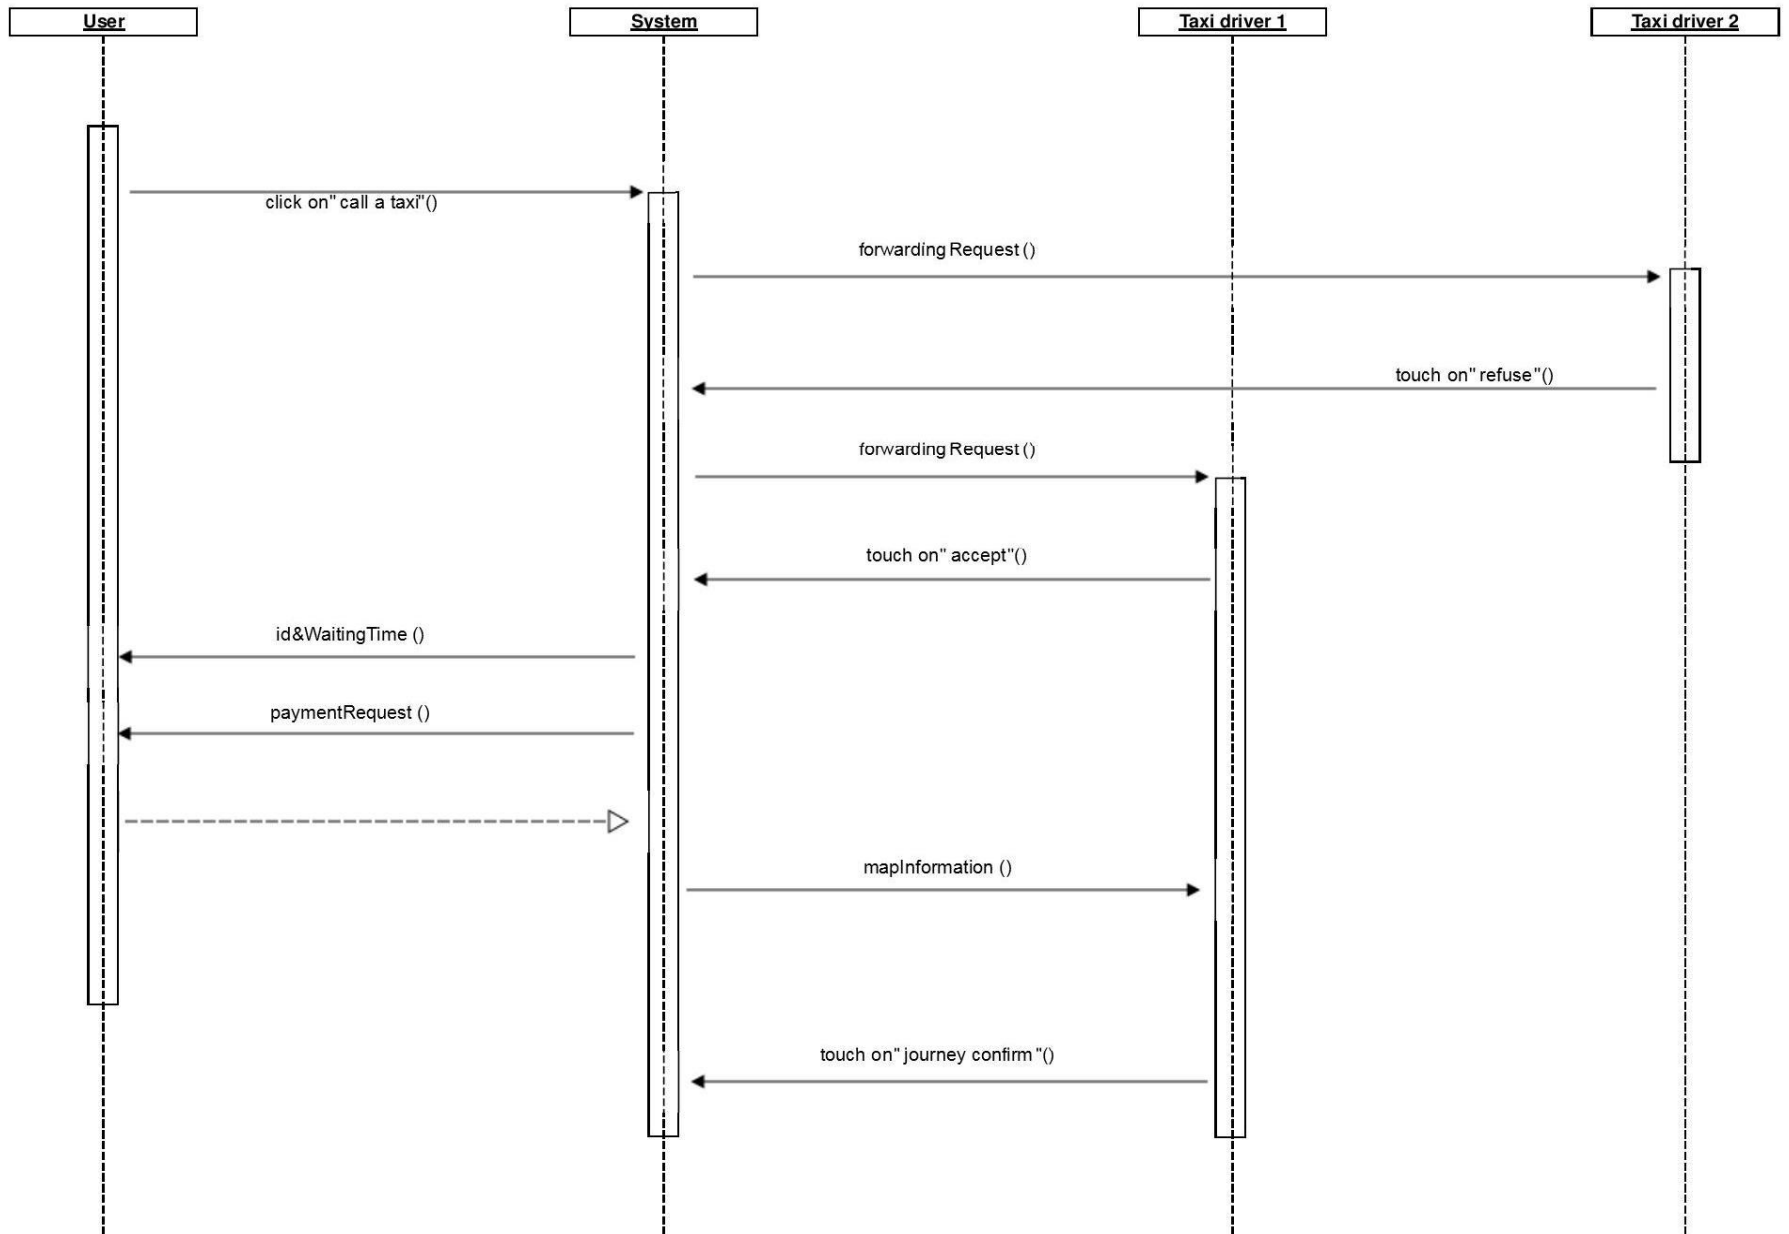 User
System
Taxi driver 1
Taxi driver 2
click on" call a taxi"()
forwarding Request ()
touch on" refuse"()
forwarding Request ()
touch on" accept"()
id&WaitingTime ()
paymentRequest ()
mapInformation ()
touch on" journey confirm "()